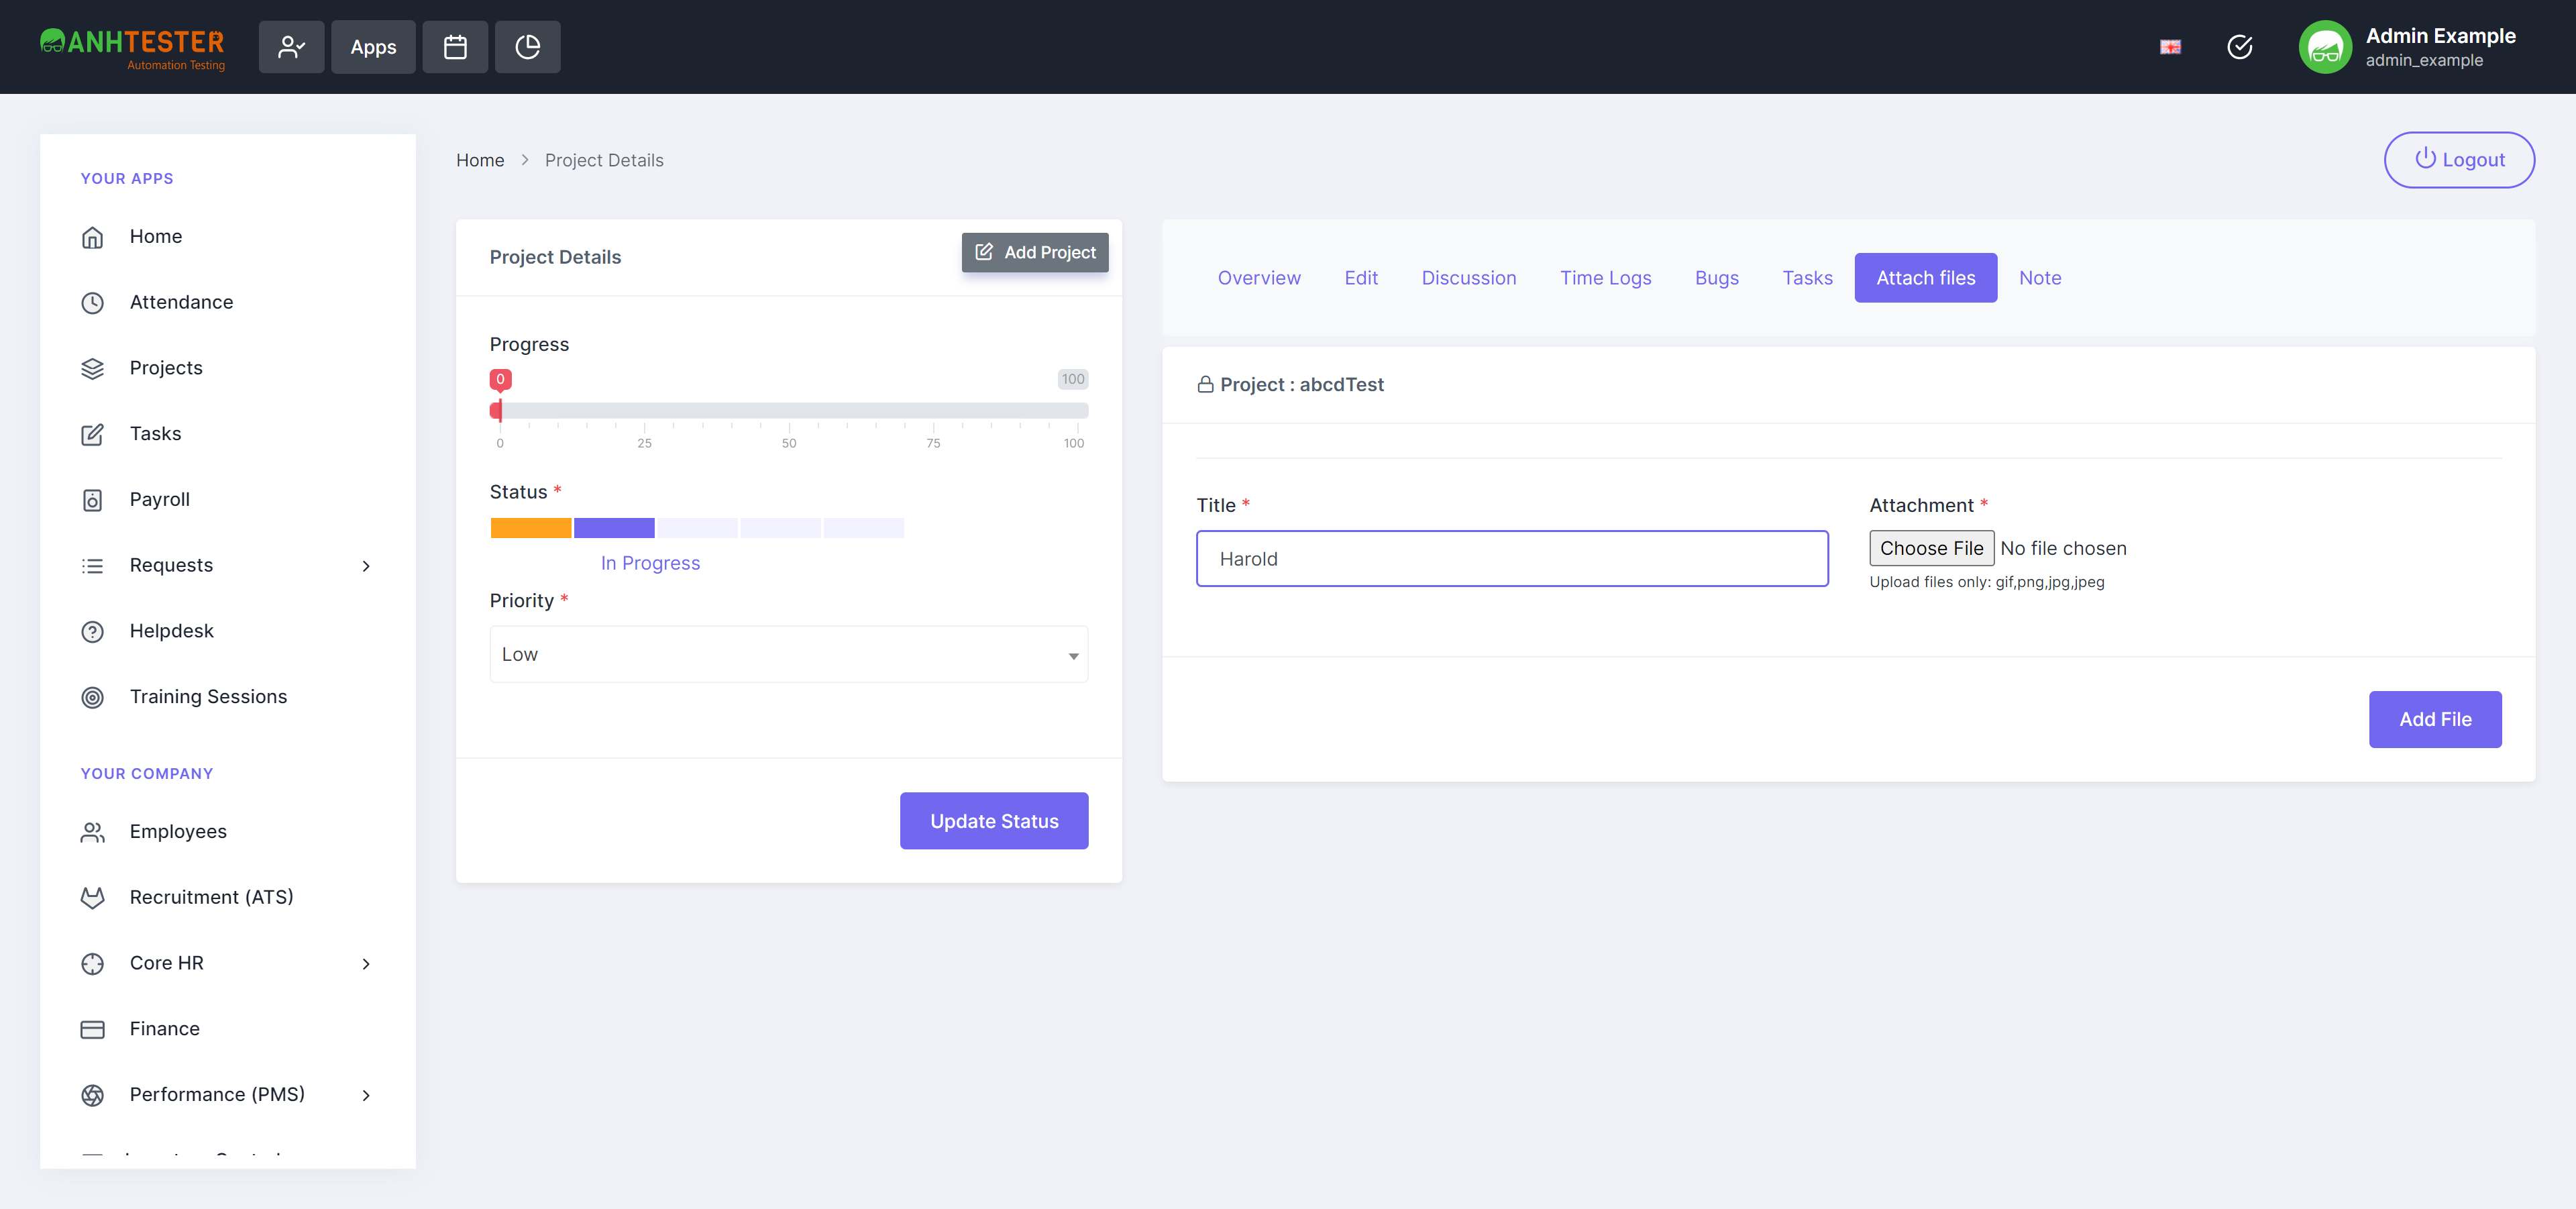 ANHTESTER
Automation Testing
Apps
Admin Example
admin_example
YOUR APPS
Home
Attendance
Projects
Tasks
Payroll
Requests
Helpdesk
Training Sessions
YOUR COMPANY
Employees
Recruitment (ATS)
Core HR
Finance
Performance (PMS)
Home > Project Details
Logout
Project Details
Add Project
Progress
0 100
0 25 50 75 100
Status *
In Progress
Priority *
Low
Update Status
Overview Edit Discussion Time Logs Bugs Tasks Attach files Note
Project : abcdTest
Title *
Harold
Attachment *
Choose File No file chosen
Upload files only: gif,png,jpg,jpeg
Add File